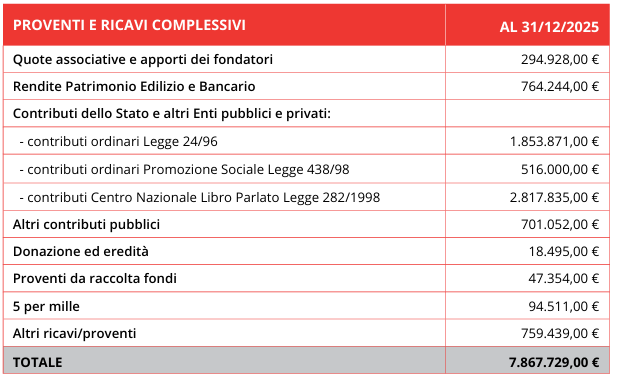 PROVENTI E RICAVI COMPLESSIVI AL 31/12/2025
Quote associative e apporti dei fondatori 294.928,00 €
Rendite Patrimonio Edilizio e Bancario 764.244,00 €
Contributi dello Stato e altri Enti pubblici e privati:
- contributi ordinari Legge 24/96 1.853.871,00 €
- contributi ordinari Promozione Sociale Legge 438/98 516.000,00 €
- contributi Centro Nazionale Libro Parlato Legge 282/1998 2.817.835,00 €
Altri contributi pubblici 701.052,00 €
Donazione ed eredità 18.495,00 €
Proventi da raccolta fondi 47.354,00 €
5 per mille 94.511,00 €
Altri ricavi/proventi 759.439,00 €
TOTALE 7.867.729,00 €